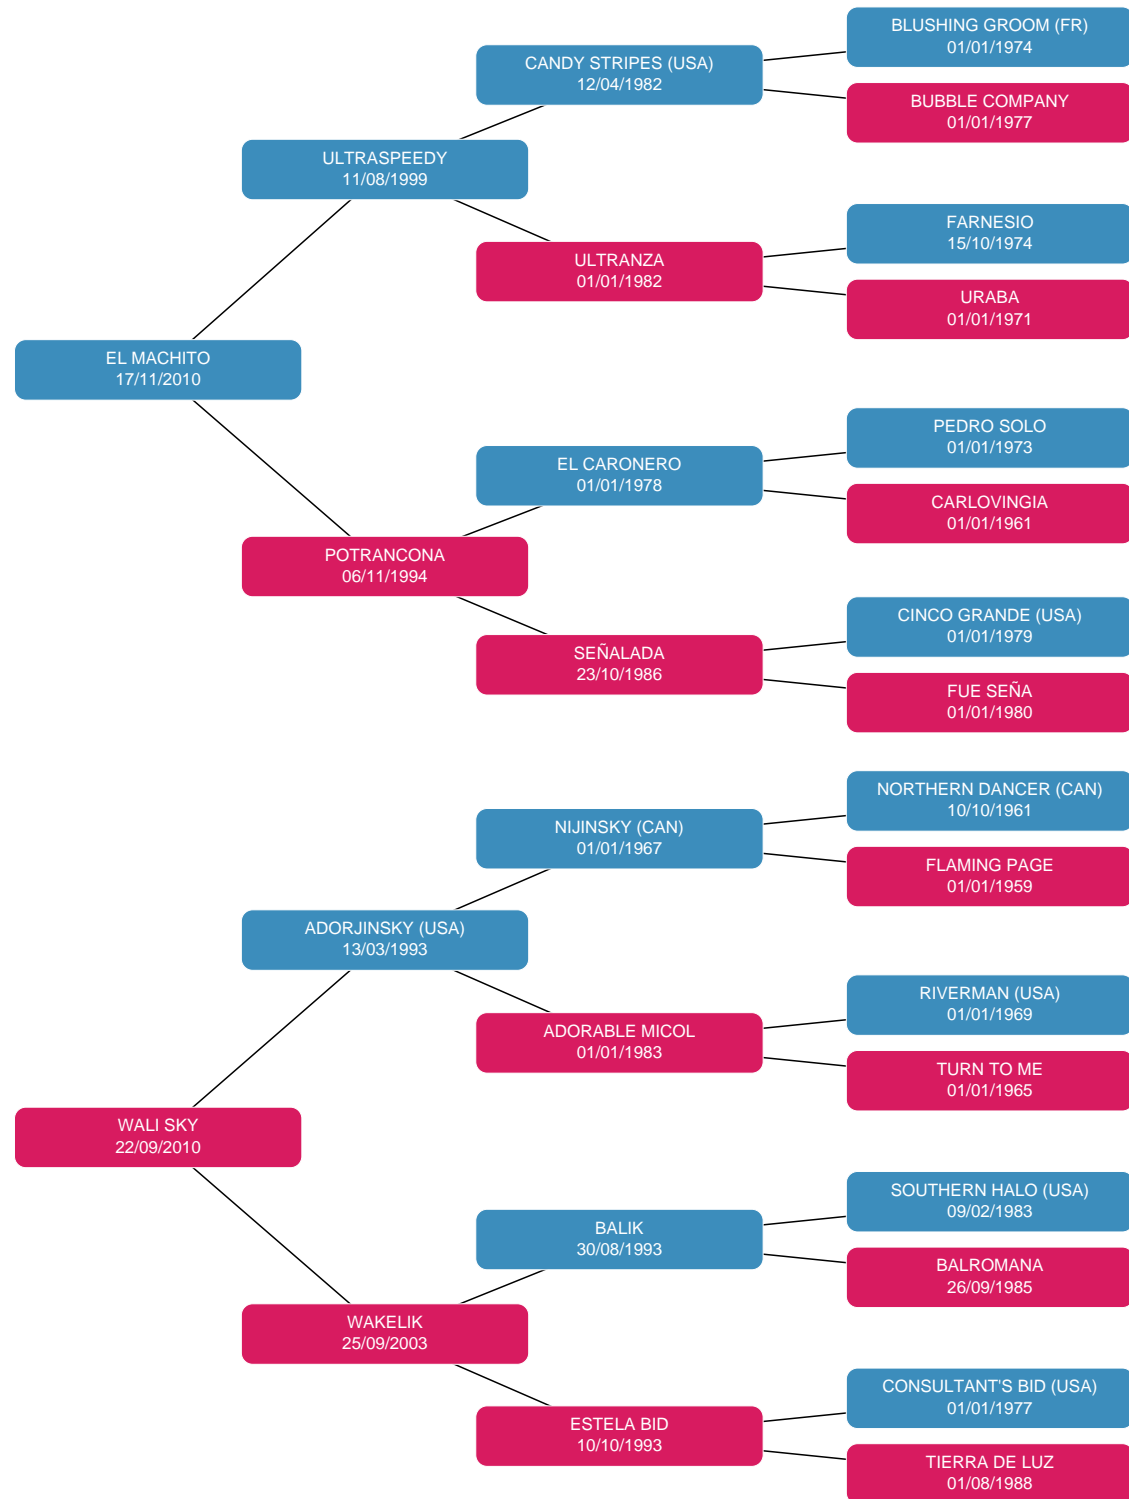 BLUSHING GROOM (FR)
01/01/1974
CANDY STRIPES (USA)
12/04/1982
BUBBLE COMPANY
01/01/1977
ULTRASPEEDY
11/08/1999
FARNESIO
15/10/1974
ULTRANZA
01/01/1982
URABA
01/01/1971
EL MACHITO
17/11/2010
PEDRO SOLO
01/01/1973
EL CARONERO
01/01/1978
CARLOVINGIA
01/01/1961
POTRANCONA
06/11/1994
CINCO GRANDE (USA)
01/01/1979
SEÑALADA
23/10/1986
FUE SEÑA
01/01/1980
NORTHERN DANCER (CAN)
10/10/1961
NIJINSKY (CAN)
01/01/1967
FLAMING PAGE
01/01/1959
ADORJINSKY (USA)
13/03/1993
RIVERMAN (USA)
01/01/1969
ADORABLE MICOL
01/01/1983
TURN TO ME
01/01/1965
WALI SKY
22/09/2010
SOUTHERN HALO (USA)
09/02/1983
BALIK
30/08/1993
BALROMANA
26/09/1985
WAKELIK
25/09/2003
CONSULTANT'S BID (USA)
01/01/1977
ESTELA BID
10/10/1993
TIERRA DE LUZ
01/08/1988